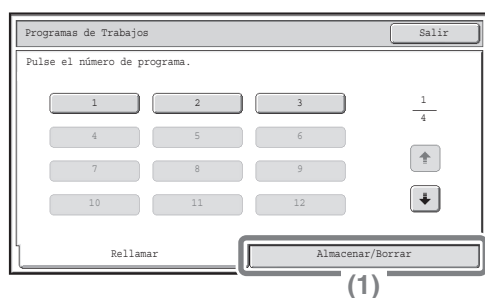 Programas de Trabajos Salir
Pulse el número de programa.
1 2 3 1
4
4 5 6
7 8 9
10 11 12
Rellamar Almacenar/Borrar
(1)